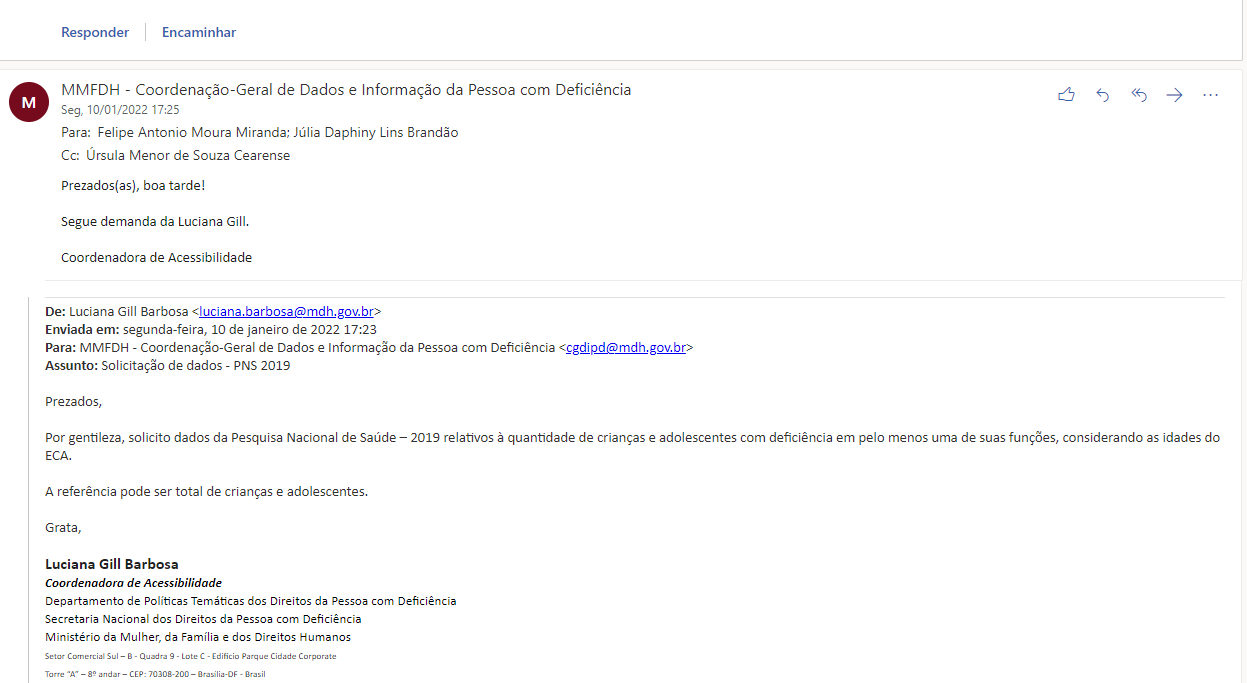 Responder | Encaminhar
M
MMFDH - Coordenação-Geral de Dados e Informação da Pessoa com Deficiência
Seg, 10/01/2022 17:25
Para: Felipe Antonio Moura Miranda; Júlia Daphiny Lins Brandão
Cc: Úrsula Menor de Souza Cearense
Prezados(as), boa tarde!
Segue demanda da Luciana Gill.
Coordenadora de Acessibilidade
De: Luciana Gill Barbosa <luciana.barbosa@mdh.gov.br>
Enviada em: segunda-feira, 10 de janeiro de 2022 17:23
Para: MMFDH - Coordenação-Geral de Dados e Informação da Pessoa com Deficiência <cgdipd@mdh.gov.br>
Assunto: Solicitação de dados - PNS 2019
Prezados,
Por gentileza, solicito dados da Pesquisa Nacional de Saúde – 2019 relativos à quantidade de crianças e adolescentes com deficiência em pelo menos uma de suas funções, considerando as idades do
ECA.
A referência pode ser total de crianças e adolescentes.
Grata,
Luciana Gill Barbosa
Coordenadora de Acessibilidade
Departamento de Políticas Temáticas dos Direitos da Pessoa com Deficiência
Secretaria Nacional dos Direitos da Pessoa com Deficiência
Ministério da Mulher, da Família e dos Direitos Humanos
Setor Comercial Sul – B - Quadra 9 - Lote C - Edifício Parque Cidade Corporate
Torre "A" – 8º andar – CEP: 70308-200 – Brasília-DF - Brasil